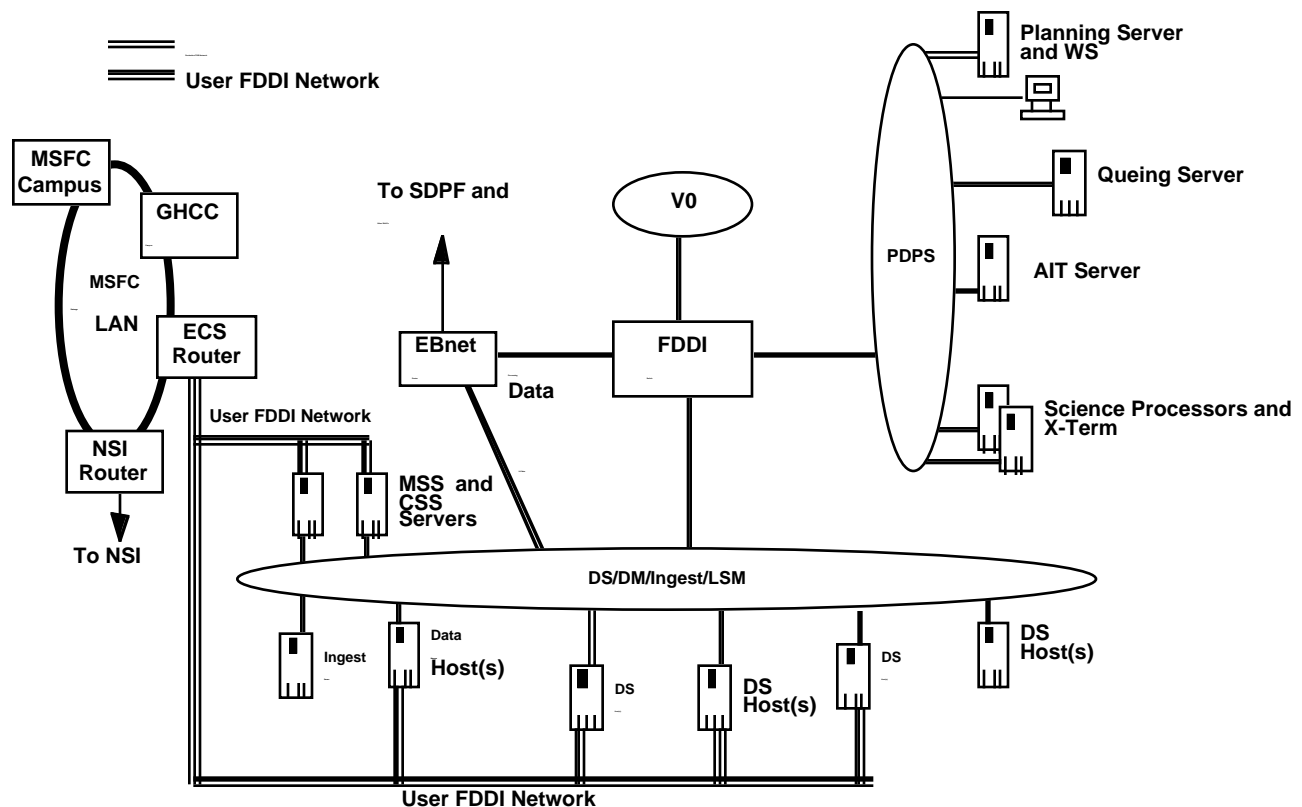 User FDDI Network
Planning Server
and WS
MSFC
Campus
GHCC
To SDPF and
V0
Queing Server
MSFC
LAN
PDPS
AIT Server
ECS
Router
EBnet
FDDI
Data
User FDDI Network
Science Processors and
X-Term
NSI
Router
MSS and
CSS
Servers
To NSI
DS/DM/Ingest/LSM
Ingest
Data
Host(s)
DS
DS
Host(s)
DS
DS
Host(s)
User FDDI Network